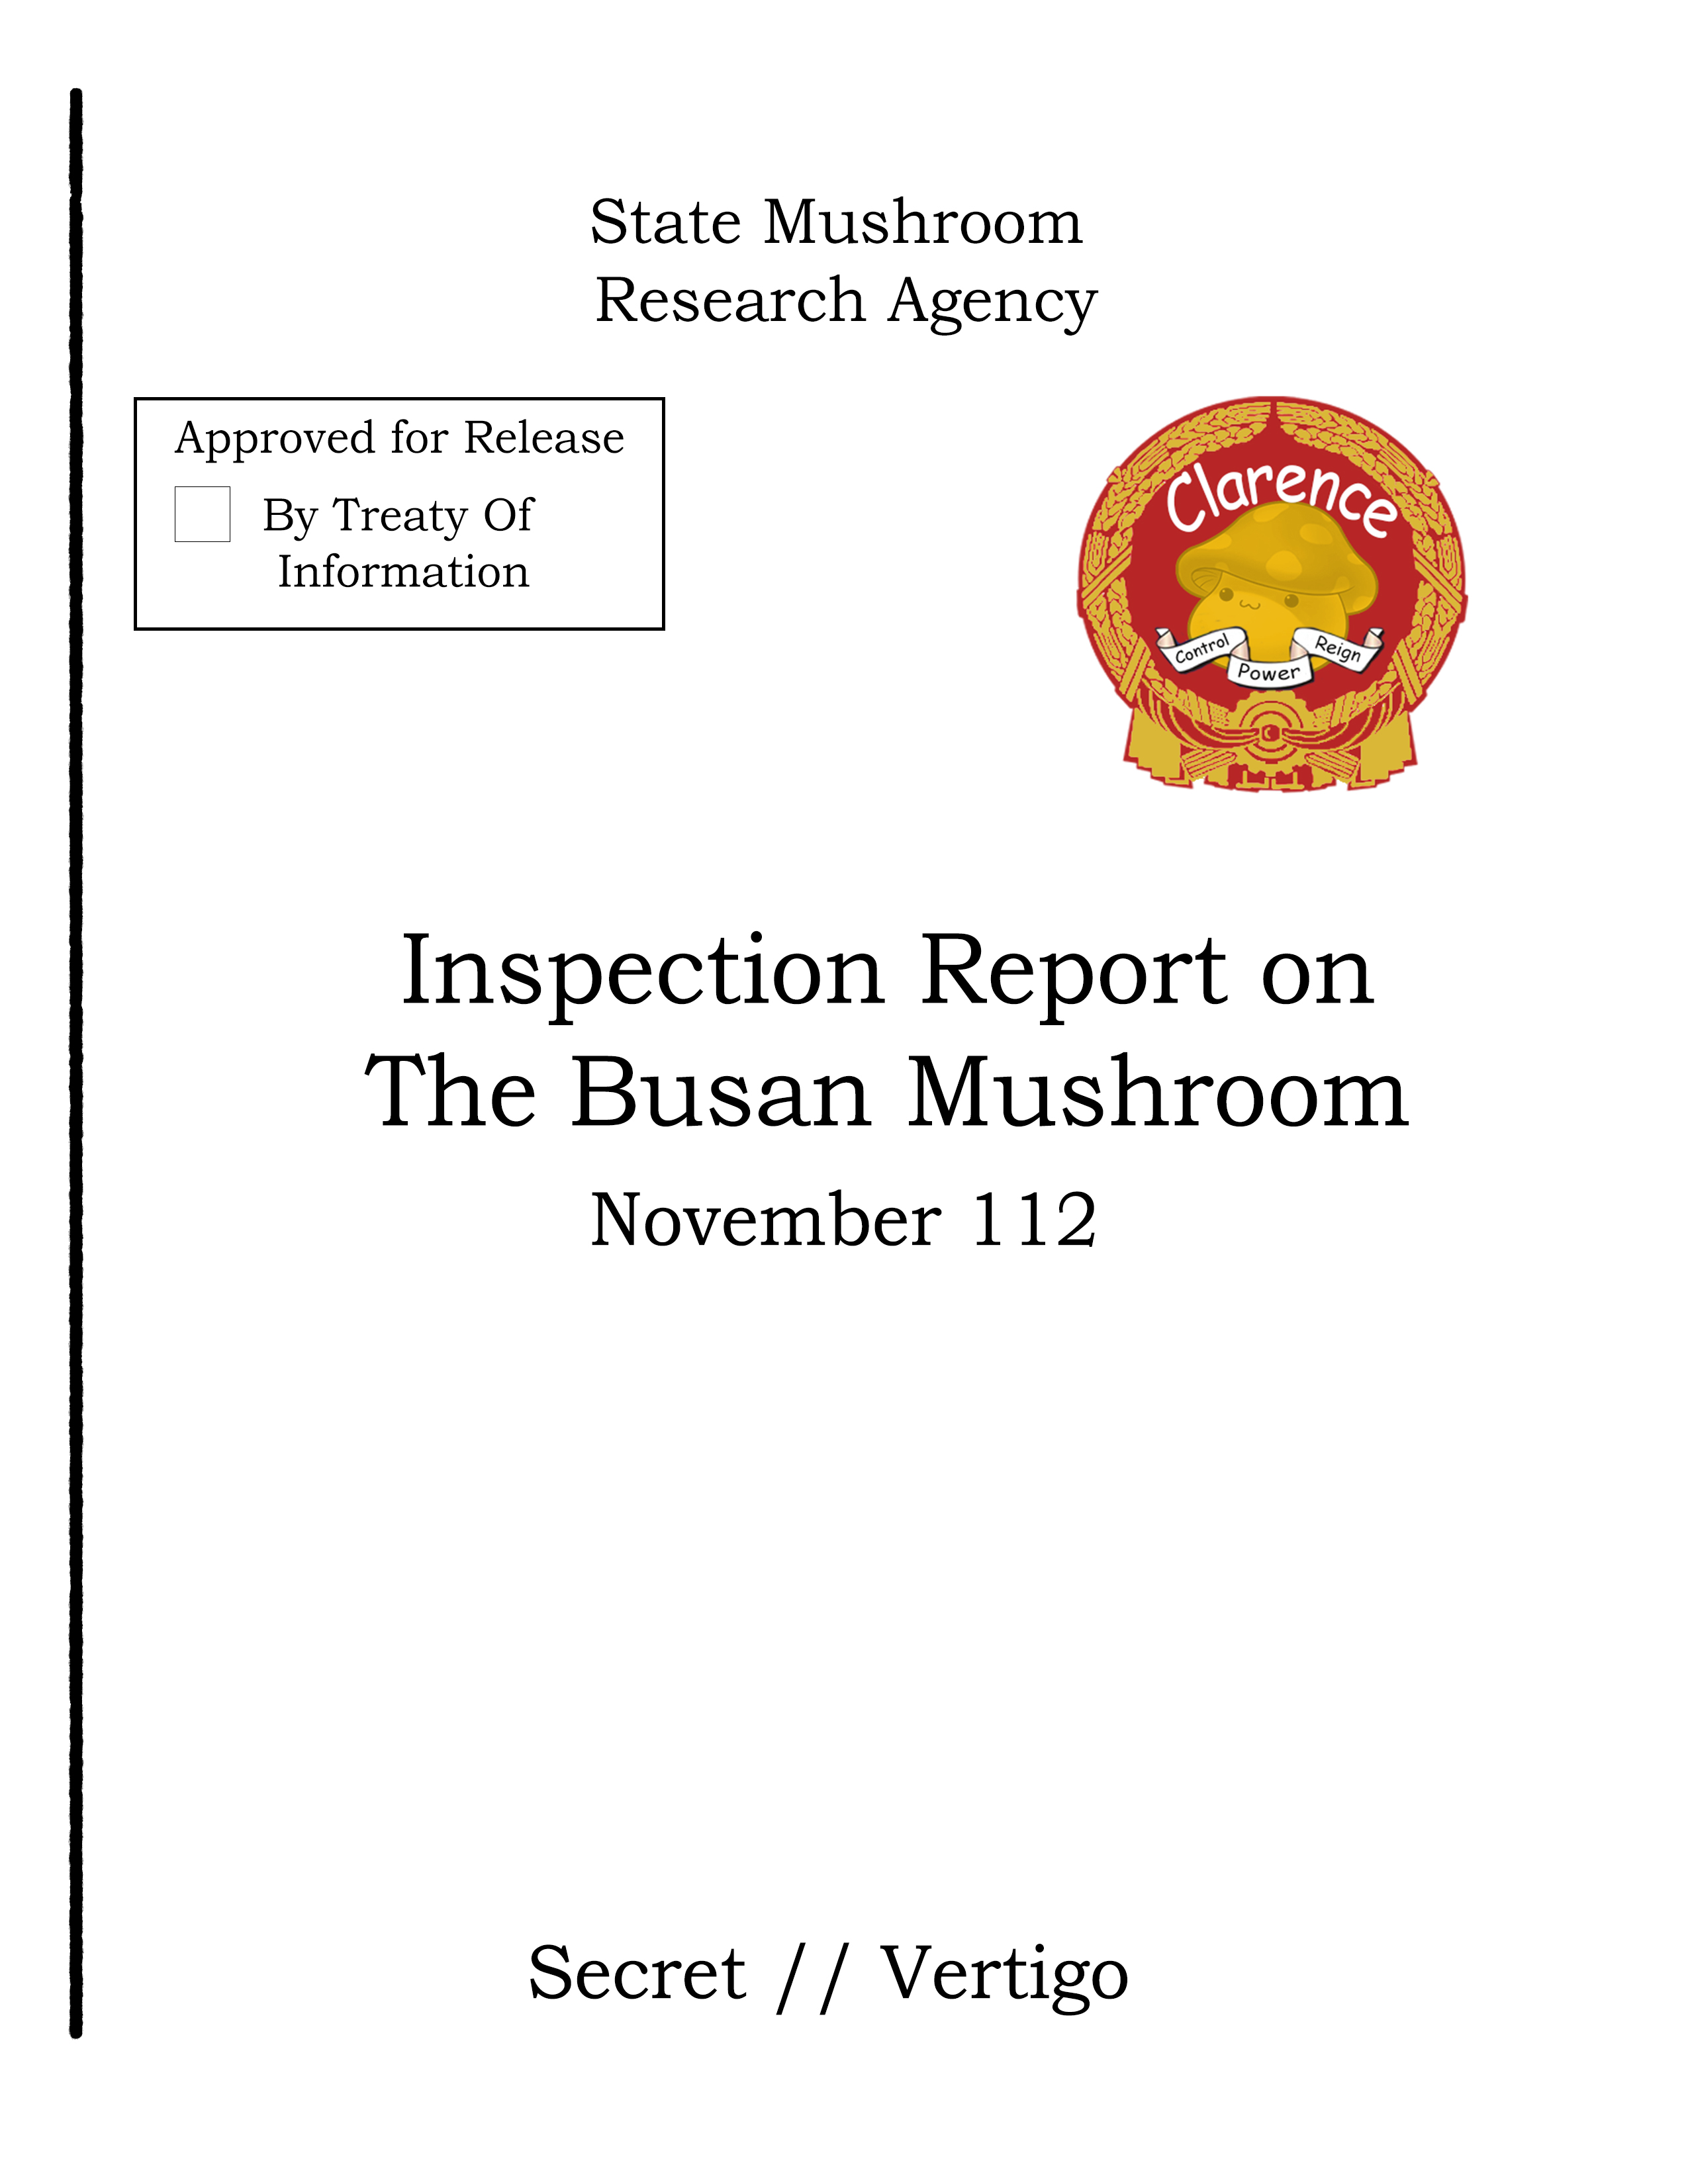 State Mushroom
Research Agency
Approved for Release
By Treaty Of
Information
Clarence
Control
Power
Reign
Inspection Report on
The Busan Mushroom
November 112
Secret // Vertigo